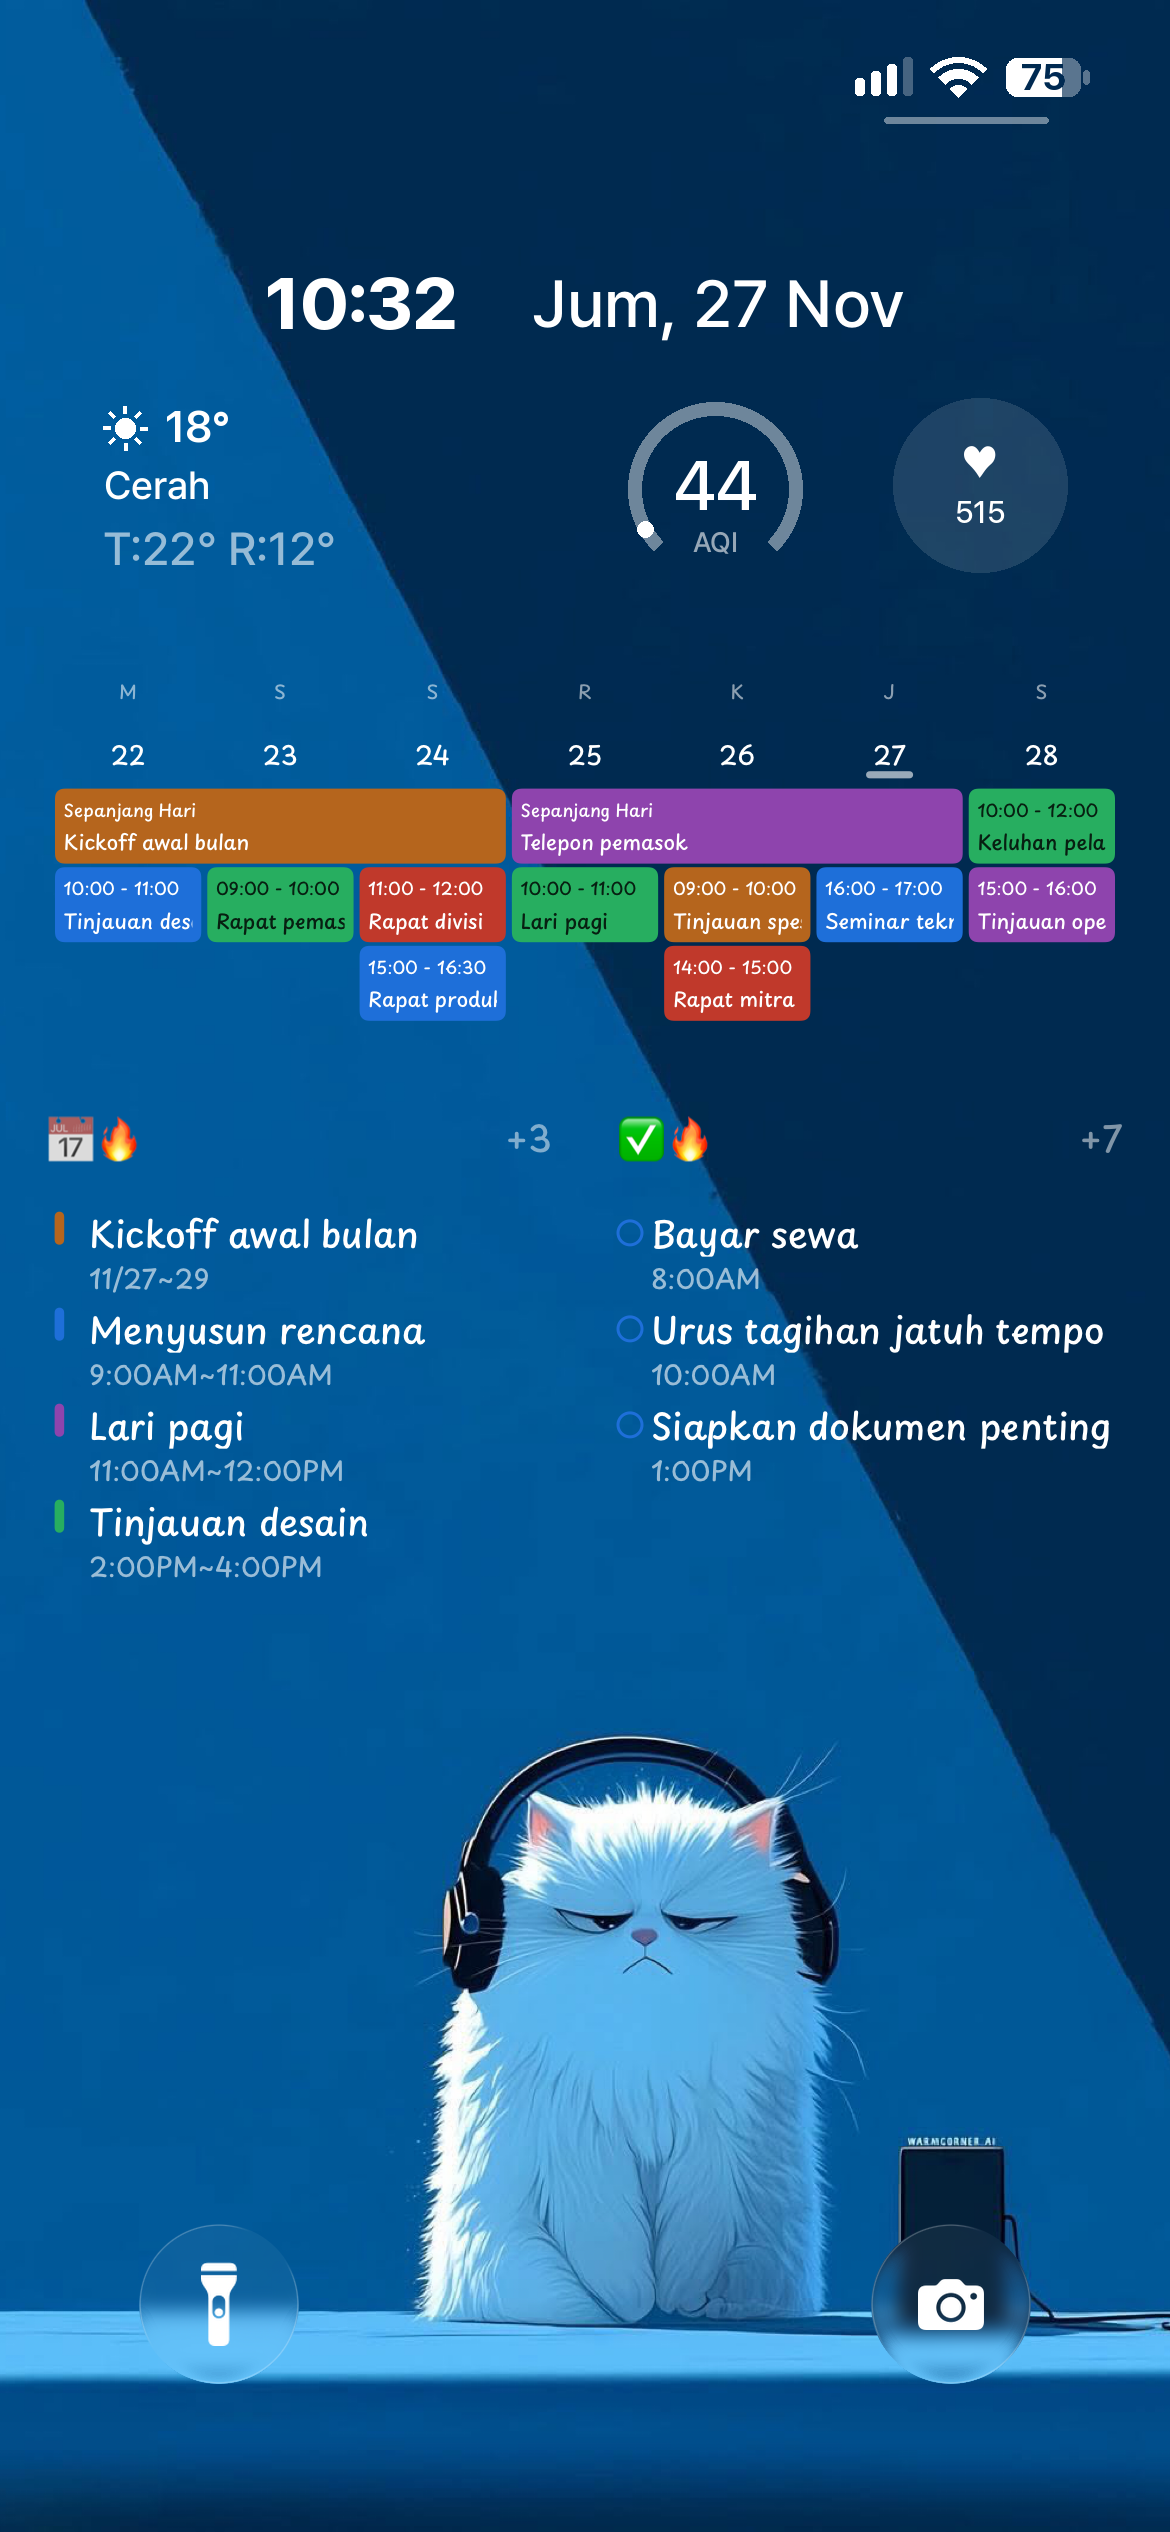 75
10:32 Jum, 27 Nov
18°
Cerah
T:22° R:12°
44
AQI
515
M S S R K J S
22 23 24 25 26 27 28
Sepanjang Hari
Kickoff awal bulan
Sepanjang Hari
Telepon pemasok
10:00 - 12:00
Keluhan pela
10:00 - 11:00
Tinjauan des
09:00 - 10:00
Rapat pemas
11:00 - 12:00
Rapat divisi
10:00 - 11:00
Lari pagi
09:00 - 10:00
Tinjauan spe
16:00 - 17:00
Seminar tekn
15:00 - 16:00
Tinjauan ope
15:00 - 16:30
Rapat produk
14:00 - 15:00
Rapat mitra
JUL
17
+3
Kickoff awal bulan
11/27~29
Menyusun rencana
9:00AM~11:00AM
Lari pagi
11:00AM~12:00PM
Tinjauan desain
2:00PM~4:00PM
+7
Bayar sewa
8:00AM
Urus tagihan jatuh tempo
10:00AM
Siapkan dokumen penting
1:00PM
WARMCORNER.AI